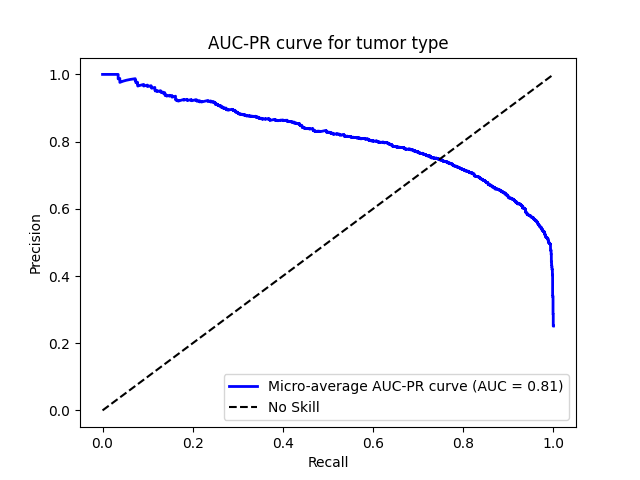 AUC-PR curve for tumor type
1.0
0.8
0.6
0.4
0.2
0.0
Precision
0.0 0.2 0.4 0.6 0.8 1.0
Recall
Micro-average AUC-PR curve (AUC = 0.81)
No Skill